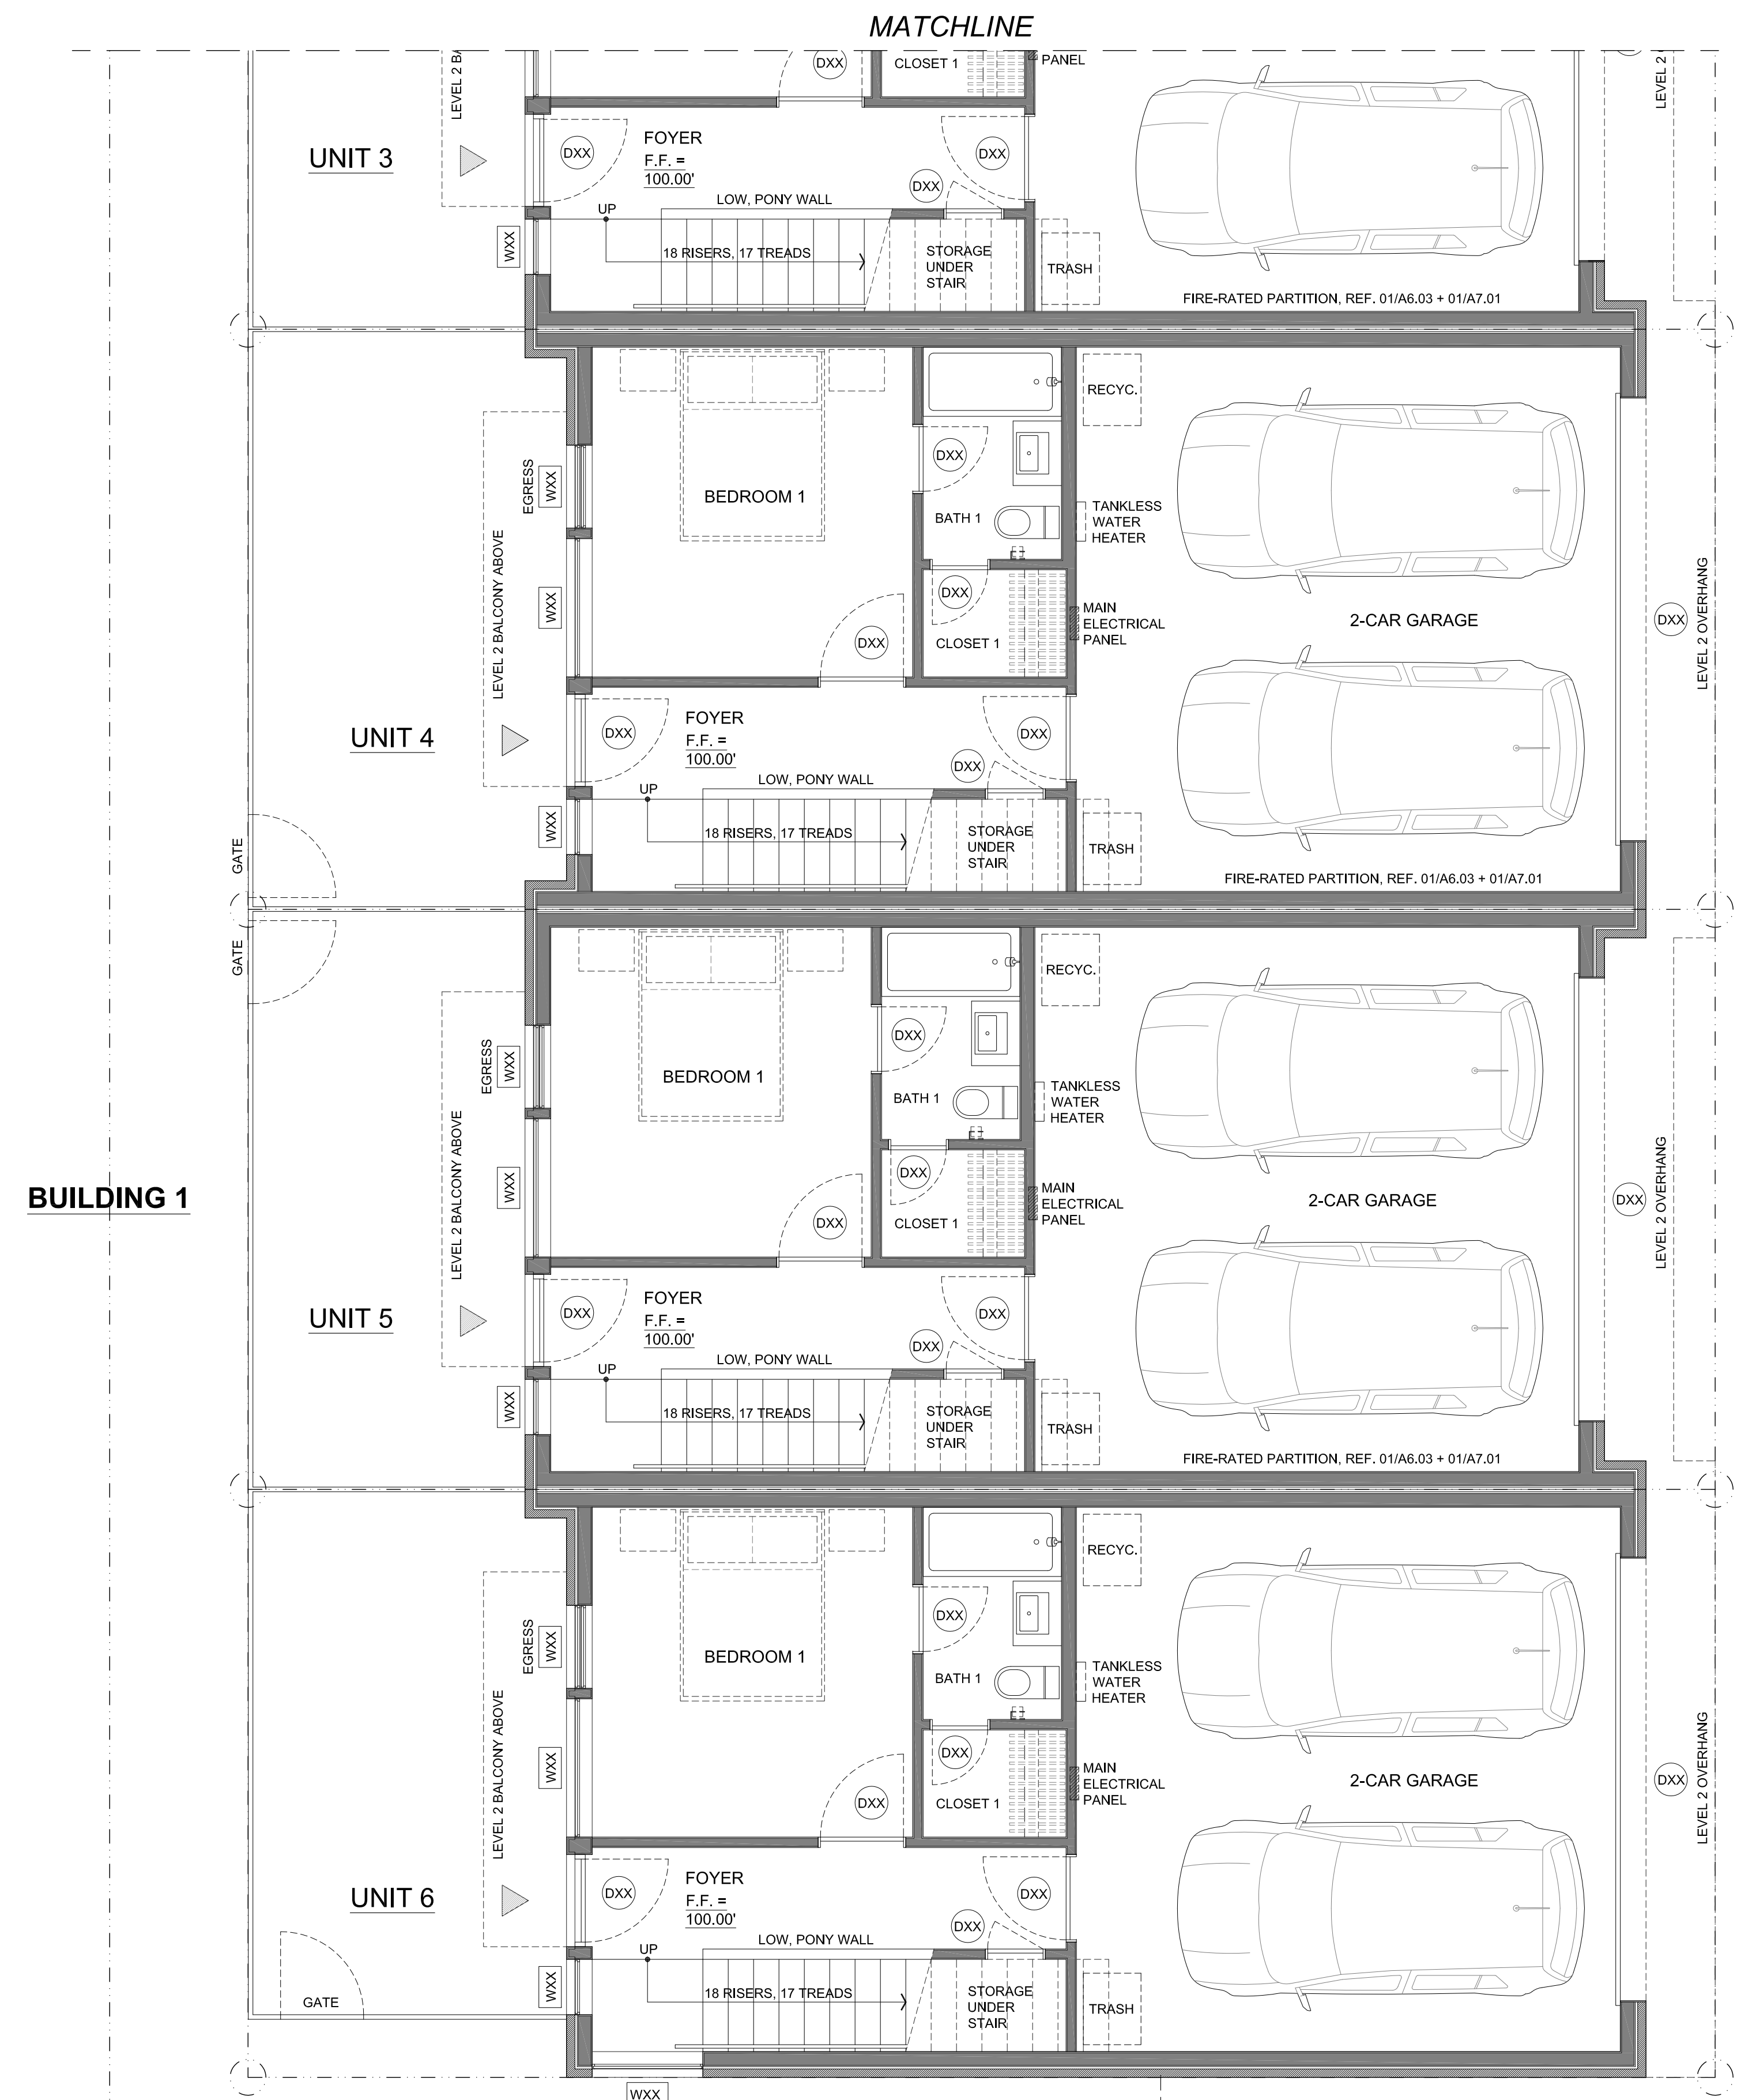 MATCHLINE
LEVEL 2 BA
DXX
CLOSET 1
PANEL
LEVEL 2
UNIT 3
DXX
FOYER
F.F. =
100.00'
DXX
DXX
UP
LOW, PONY WALL
WXX
18 RISERS, 17 TREADS
STORAGE
UNDER
STAIR
TRASH
FIRE-RATED PARTITION, REF. 01/A6.03 + 01/A7.01
RECYC.
EGRESS
WXX
BEDROOM 1
DXX
BATH 1
TANKLESS
WATER
HEATER
LEVEL 2 BALCONY ABOVE
WXX
DXX
DXX
CLOSET 1
MAIN
ELECTRICAL
PANEL
2-CAR GARAGE
DXX
LEVEL 2 OVERHANG
UNIT 4
DXX
FOYER
F.F. =
100.00'
DXX
DXX
UP
LOW, PONY WALL
WXX
18 RISERS, 17 TREADS
STORAGE
UNDER
STAIR
TRASH
GATE
FIRE-RATED PARTITION, REF. 01/A6.03 + 01/A7.01
GATE
RECYC.
EGRESS
WXX
BEDROOM 1
DXX
BATH 1
TANKLESS
WATER
HEATER
BUILDING 1
LEVEL 2 BALCONY ABOVE
WXX
DXX
DXX
CLOSET 1
MAIN
ELECTRICAL
PANEL
2-CAR GARAGE
DXX
LEVEL 2 OVERHANG
UNIT 5
DXX
FOYER
F.F. =
100.00'
DXX
DXX
UP
LOW, PONY WALL
WXX
18 RISERS, 17 TREADS
STORAGE
UNDER
STAIR
TRASH
FIRE-RATED PARTITION, REF. 01/A6.03 + 01/A7.01
RECYC.
EGRESS
WXX
BEDROOM 1
DXX
BATH 1
TANKLESS
WATER
HEATER
LEVEL 2 BALCONY ABOVE
WXX
DXX
DXX
CLOSET 1
MAIN
ELECTRICAL
PANEL
2-CAR GARAGE
DXX
LEVEL 2 OVERHANG
UNIT 6
DXX
FOYER
F.F. =
100.00'
DXX
DXX
UP
LOW, PONY WALL
WXX
18 RISERS, 17 TREADS
STORAGE
UNDER
STAIR
TRASH
GATE
WXX